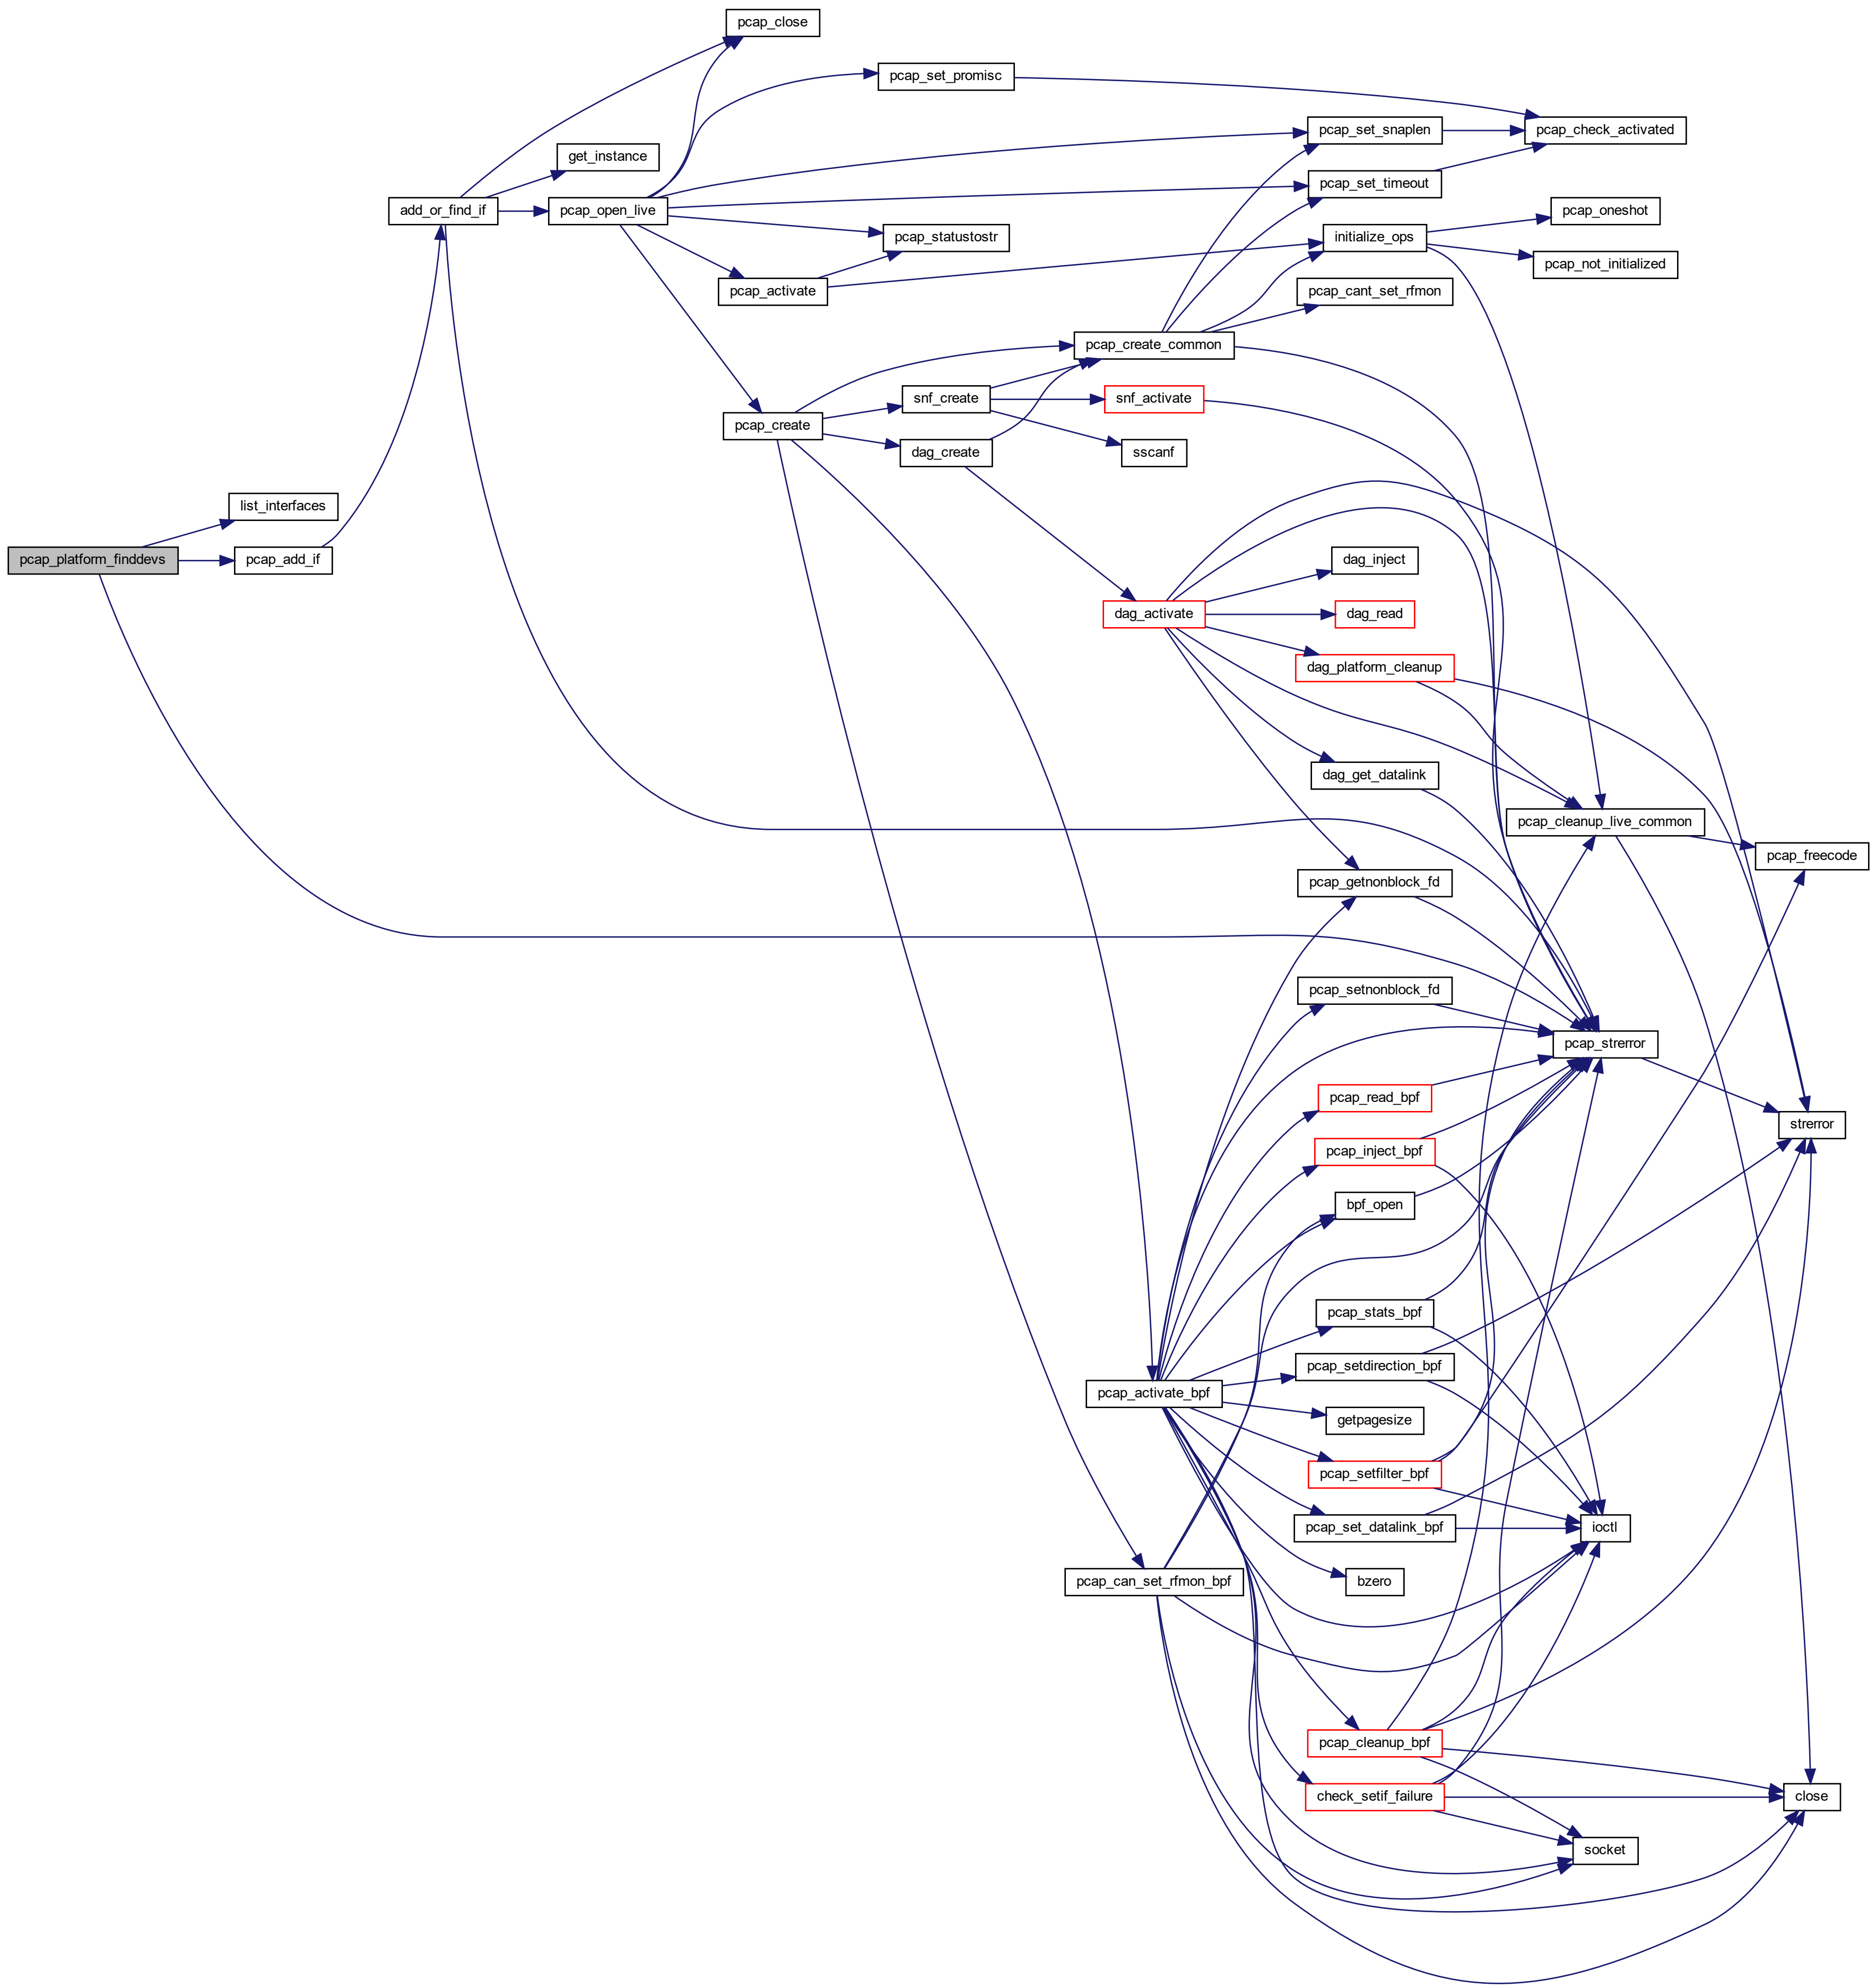 pcap_close
pcap_set_promisc
pcap_set_snaplen
pcap_check_activated
get_instance
pcap_set_timeout
add_or_find_if
pcap_open_live
pcap_oneshot
pcap_statustostr
initialize_ops
pcap_not_initialized
pcap_activate
pcap_cant_set_rfmon
pcap_create_common
snf_create
snf_activate
pcap_create
dag_create
sscanf
list_interfaces
pcap_platform_finddevs
pcap_add_if
dag_inject
dag_activate
dag_read
dag_platform_cleanup
dag_get_datalink
pcap_cleanup_live_common
pcap_freecode
pcap_getnonblock_fd
pcap_setnonblock_fd
pcap_strerror
pcap_read_bpf
strerror
pcap_inject_bpf
bpf_open
pcap_stats_bpf
pcap_setdirection_bpf
pcap_activate_bpf
getpagesize
pcap_setfilter_bpf
pcap_set_datalink_bpf
ioctl
pcap_can_set_rfmon_bpf
bzero
pcap_cleanup_bpf
check_setif_failure
close
socket